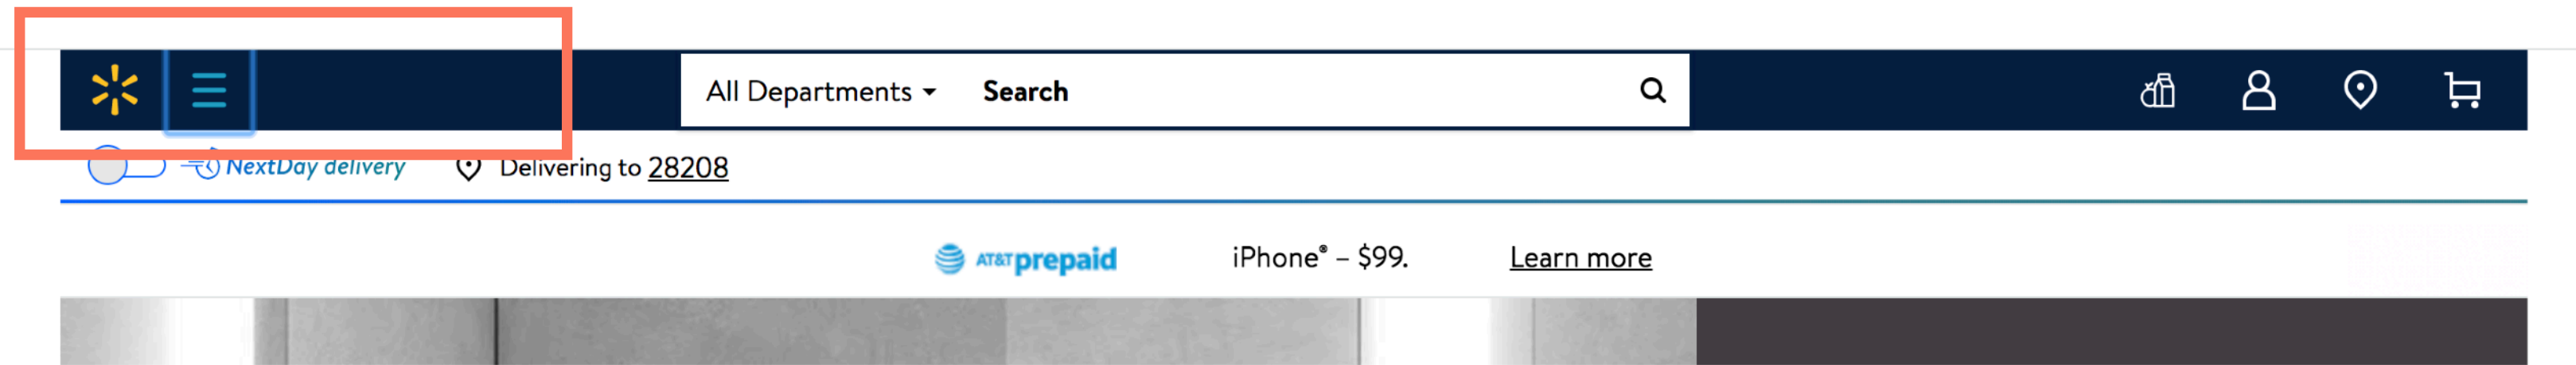 All Departments Search
NextDay delivery Delivering to 28208
AT&T prepaid iPhone® – $99. Learn more